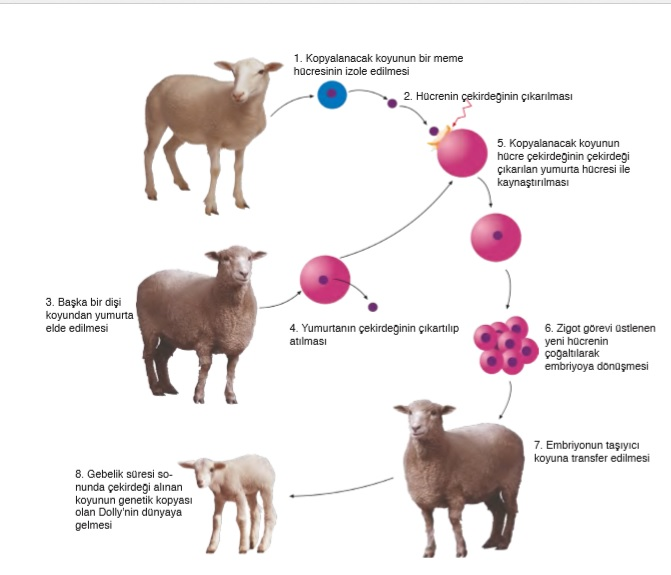 1. Kopyalanacak koyunun bir meme
hücresinin izole edilmesi
2. Hücrenin çekirdeğinin çıkarılması
5. Kopyalanacak koyunun
hücre çekirdeğinin çekirdeği
çıkarılan yumurta hücresi ile
kaynaştırılması
3. Başka bir dişi
koyundan yumurta
elde edilmesi
4. Yumurtanın çekirdeğinin çıkartılıp
atılması
6. Zigot görevi üstlenen
yeni hücrenin
çoğaltılarak
embriyoya dönüşmesi
7. Embriyonun taşıyıcı
koyuna transfer edilmesi
8. Gebelik süresi so-
nunda çekirdeği alınan
koyunun genetik kopyası
olan Dolly'nin dünyaya
gelmesi